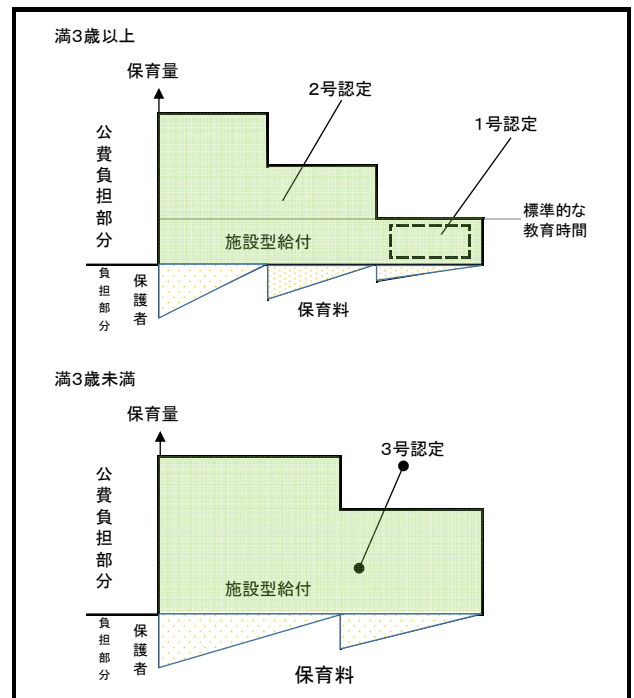 満3歳以上
保育量
2号認定
1号認定
公費負担部分
標準的な
教育時間
施設型給付
保護者
負担部分
保育料
満3歳未満
保育量
3号認定
公費負担部分
施設型給付
保護者
負担部分
保育料